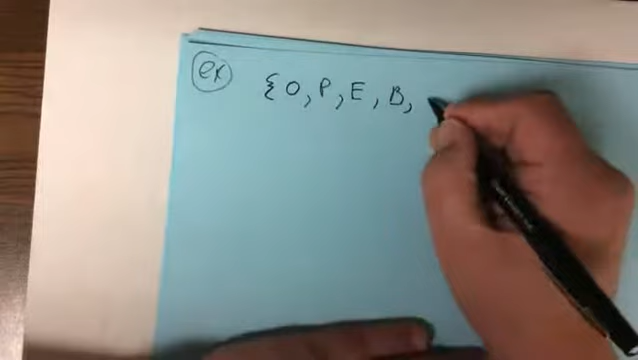 ex {O, P, E, B,